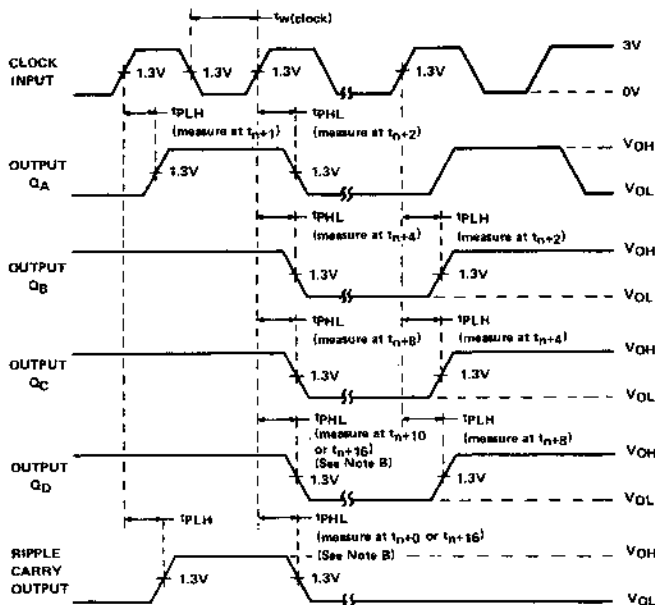 tw(clock)
CLOCK INPUT
1.3V
1.3V
1.3V
1.3V
3V
0V
tPLH
(measure at tn+1)
tPHL
(measure at tn+2)
OUTPUT QA
1.3V
1.3V
VOH
VOL
tPHL
(measure at tn+4)
tPLH
(measure at tn+2)
OUTPUT QB
1.3V
1.3V
VOH
VOL
tPHL
(measure at tn+8)
tPLH
(measure at tn+4)
OUTPUT QC
1.3V
1.3V
VOH
VOL
tPHL
(measure at tn+10
or tn+16)
(See Note B)
tPLH
(measure at tn+8)
OUTPUT QD
1.3V
1.3V
VOH
VOL
tPLH
tPHL
(measure at tn+0 or tn+16)
(See Note B)
RIPPLE CARRY OUTPUT
1.3V
1.3V
VOH
VOL